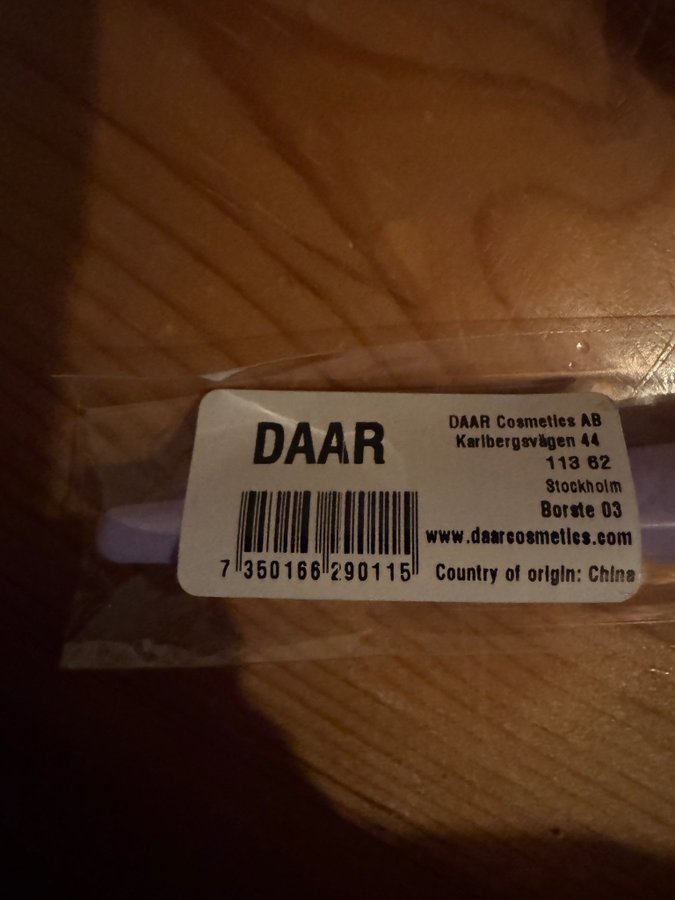 DAAR
7 350166 290115
DAAR Cosmetics AB
Karlbergsvägen 44
113 62
Stockholm
Borste 03
www.daarcosmetics.com
Country of origin: China